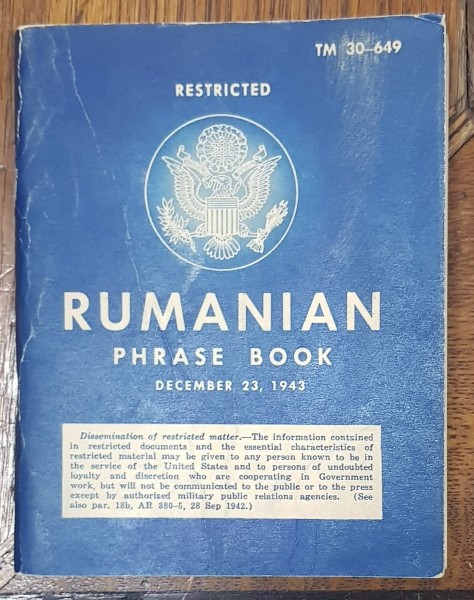 TM 30-649
RESTRICTED
RUMANIAN
PHRASE BOOK
DECEMBER 23, 1943
Dissemination of restricted matter.—The information contained
in restricted documents and the essential characteristics of
restricted material may be given to any person known to be in
the service of the United States and to persons of undoubted
loyalty and discretion who are cooperating in Government
work, but will not be communicated to the public or to the press
except by authorized military public relations agencies. (See
also par. 18b, AR 380-5, 28 Sep 1942.)